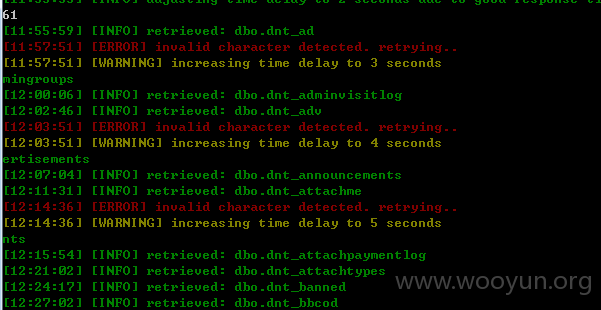 [11:55:55] [INFO] adjusting time delay to 2 seconds due to good response ti
61
[11:55:59] [INFO] retrieved: dbo.dnt_ad
[11:57:51] [ERROR] invalid character detected. retrying..
[11:57:51] [WARNING] increasing time delay to 3 seconds
mingroups
[12:00:06] [INFO] retrieved: dbo.dnt_adminvisitlog
[12:02:46] [INFO] retrieved: dbo.dnt_adv
[12:03:51] [ERROR] invalid character detected. retrying..
[12:03:51] [WARNING] increasing time delay to 4 seconds
ertisements
[12:07:04] [INFO] retrieved: dbo.dnt_announcements
[12:11:31] [INFO] retrieved: dbo.dnt_attachme
[12:14:36] [ERROR] invalid character detected. retrying..
[12:14:36] [WARNING] increasing time delay to 5 seconds
nts
[12:15:54] [INFO] retrieved: dbo.dnt_attachpaymentlog
[12:21:02] [INFO] retrieved: dbo.dnt_attachtypes
[12:24:17] [INFO] retrieved: dbo.dnt_banned
[12:27:02] [INFO] retrieved: dbo.dnt_bbcod
www.wooyun.org